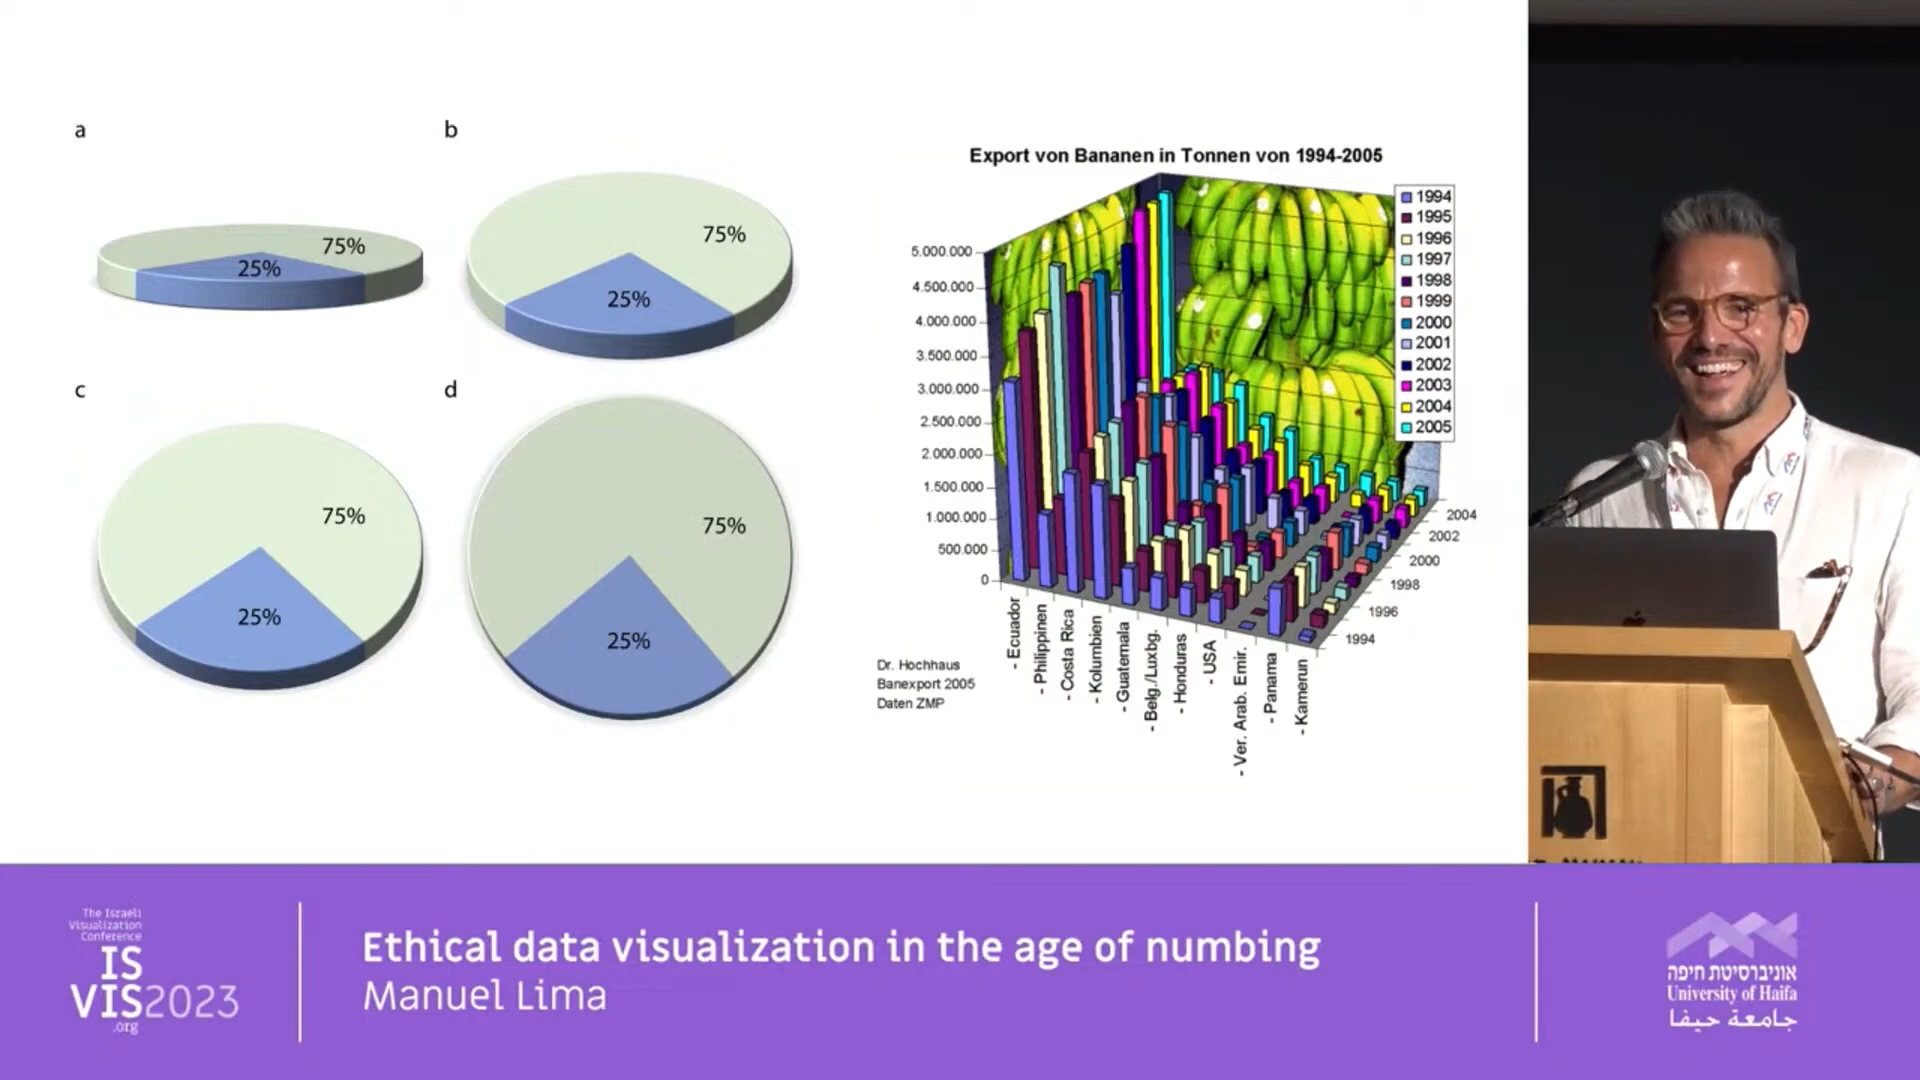 a
75%
25%
b
75%
25%
c
75%
25%
d
75%
25%
Export von Bananen in Tonnen von 1994-2005
5.000.000
4.500.000
4.000.000
3.500.000
3.000.000
2.500.000
2.000.000
1.500.000
1.000.000
500.000
0
1994
1995
1996
1997
1998
1999
2000
2001
2002
2003
2004
2005
2004
2002
2000
1998
1996
1994
- Ecuador
- Philippinen
- Costa Rica
- Kolumbien
- Guatemala
- Belg./Luxbg.
- Honduras
- USA
- Ver. Arab. Emir.
- Panama
- Kamerun
Dr. Hochhaus
Banexport 2005
Daten ZMP
The Israeli
Visualization
Conference
IS
VIS2023
.org
Ethical data visualization in the age of numbing
Manuel Lima
אוניברסיטת חיפה
University of Haifa
جامعة حيفا